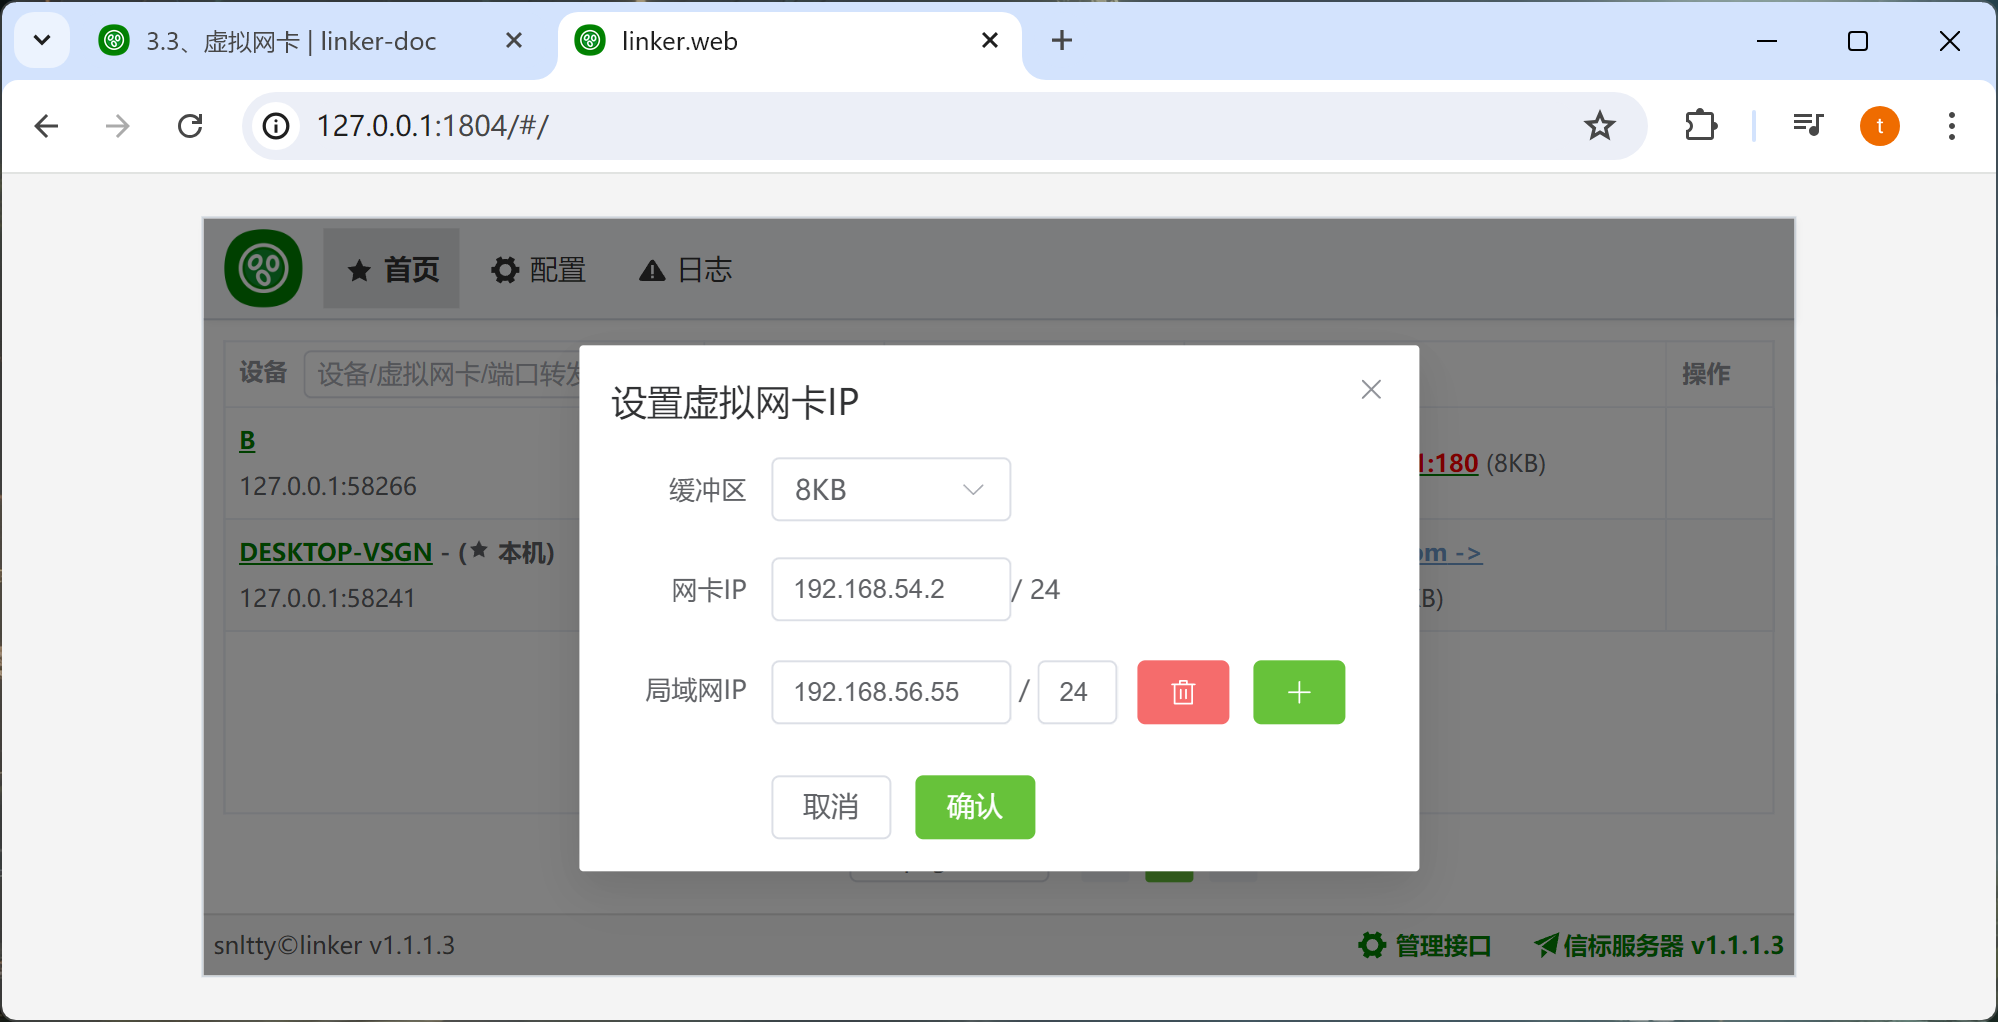 3.3、虚拟网卡 | linker-doc
linker.web
127.0.0.1:1804/#/
t
首页
配置
日志
设备
设备/虚拟网卡/端口转发
操作
B
127.0.0.1:58266
:180 (8KB)
DESKTOP-VSGN - (★ 本机)
127.0.0.1:58241
om ->
B)
设置虚拟网卡IP
缓冲区
8KB
网卡IP
192.168.54.2
/ 24
局域网IP
192.168.56.55
/
24
取消
确认
snltty©linker v1.1.1.3
管理接口
信标服务器 v1.1.1.3